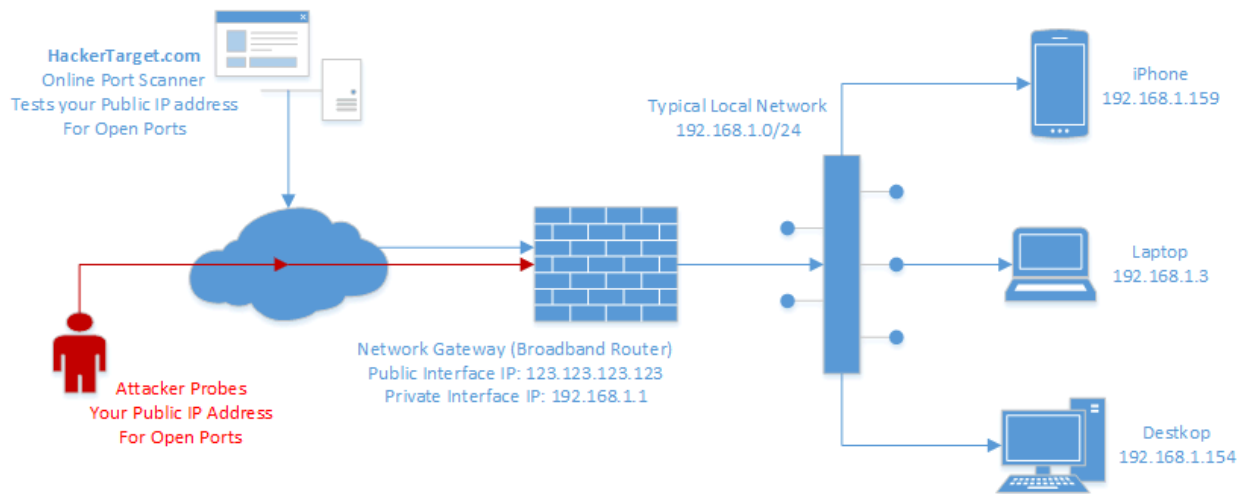 HackerTarget.com
Online Port Scanner
Tests your Public IP address
For Open Ports
Attacker Probes
Your Public IP Address
For Open Ports
Network Gateway (Broadband Router)
Public Interface IP: 123.123.123.123
Private Interface IP: 192.168.1.1
Typical Local Network
192.168.1.0/24
iPhone
192.168.1.159
Laptop
192.168.1.3
Destkop
192.168.1.154